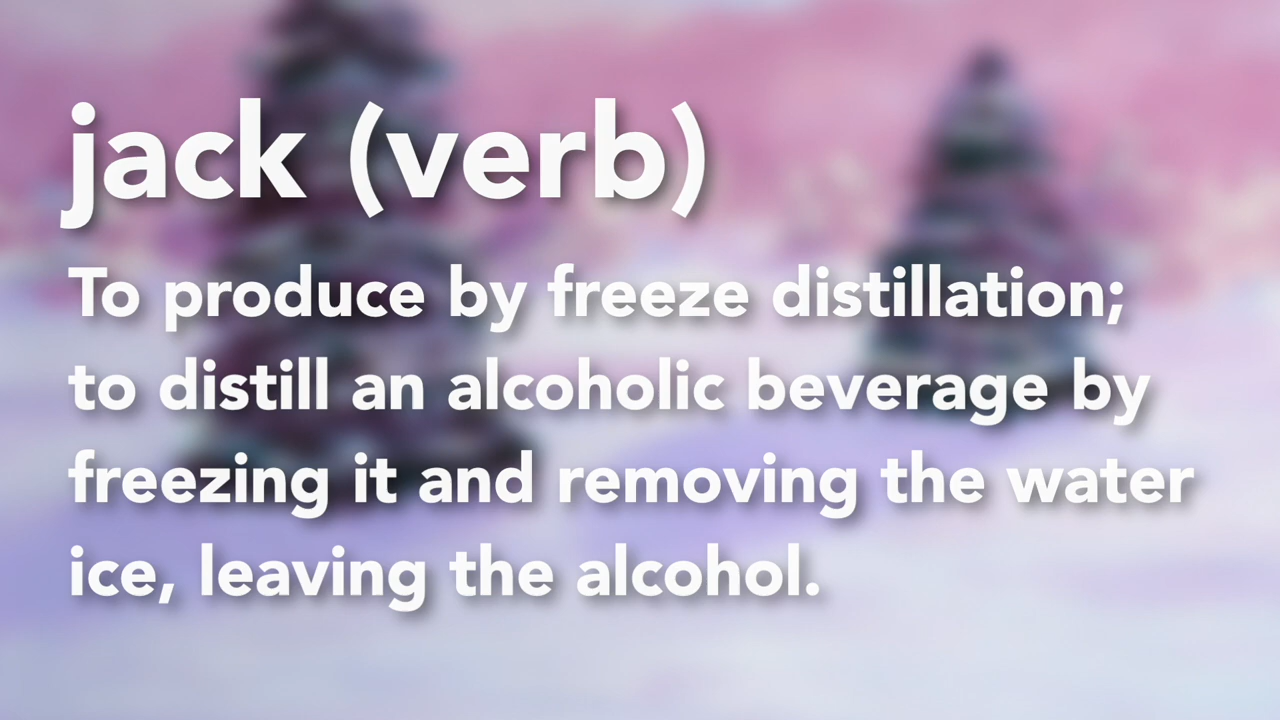 jack (verb)
To produce by freeze distillation;
to distill an alcoholic beverage by
freezing it and removing the water
ice, leaving the alcohol.